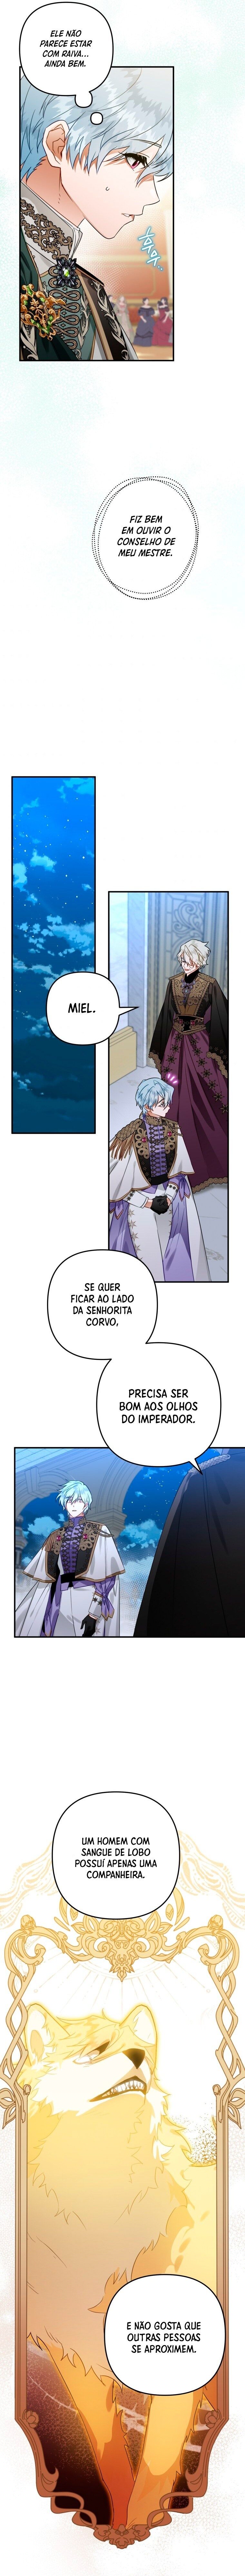 ELE NÃO
PARECE ESTAR
COM RAIVA...
AINDA BEM.
FIZ BEM
EM OUVIR O
CONSELHO DE
MEU MESTRE.
MIEL.
SE QUER
FICAR AO LADO
DA SENHORITA
CORVO,
PRECISA SER
BOM AOS OLHOS
DO IMPERADOR.
UM HOMEM COM
SANGUE DE LOBO
POSSUÍ APENAS UMA
COMPANHEIRA.
E NÃO GOSTA QUE
OUTRAS PESSOAS
SE APROXIMEM.